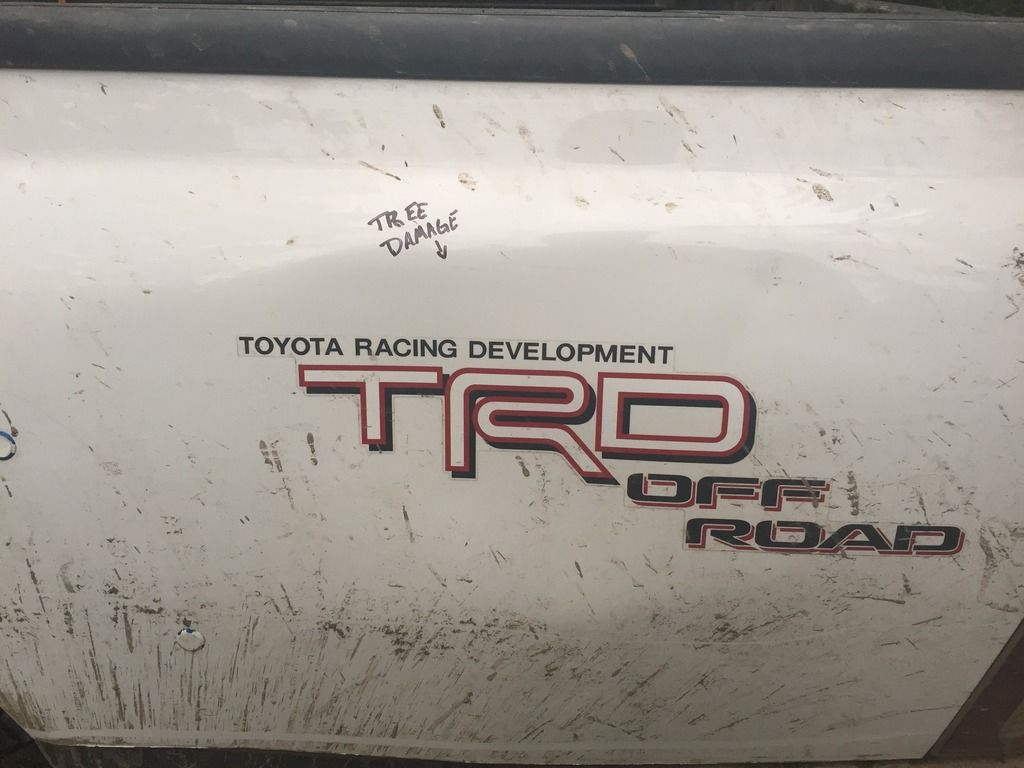 TREE
DAMAGE
TOYOTA RACING DEVELOPMENT
TRD
OFF
ROAD